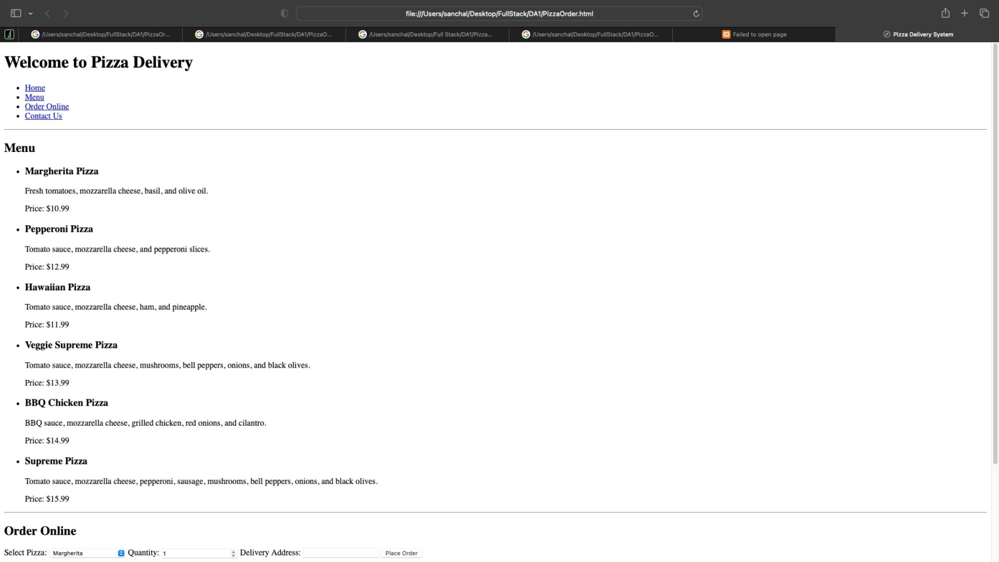 file:///Users/sanchal/Desktop/FullStack/DA1/PizzaOrder.html
/Users/sanchal/Desktop/FullStack/DA1/PizzaOr...
/Users/sanchal/Desktop/FullStack/DA1/PizzaO...
/Users/sanchal/Desktop/Full Stack/DA1/Pizza...
/Users/sanchal/Desktop/FullStack/DA1/PizzaO...
Failed to open page
Pizza Delivery System
Welcome to Pizza Delivery
Home
Menu
Order Online
Contact Us
Menu
Margherita Pizza
Fresh tomatoes, mozzarella cheese, basil, and olive oil.
Price: $10.99
Pepperoni Pizza
Tomato sauce, mozzarella cheese, and pepperoni slices.
Price: $12.99
Hawaiian Pizza
Tomato sauce, mozzarella cheese, ham, and pineapple.
Price: $11.99
Veggie Supreme Pizza
Tomato sauce, mozzarella cheese, mushrooms, bell peppers, onions, and black olives.
Price: $13.99
BBQ Chicken Pizza
BBQ sauce, mozzarella cheese, grilled chicken, red onions, and cilantro.
Price: $14.99
Supreme Pizza
Tomato sauce, mozzarella cheese, pepperoni, sausage, mushrooms, bell peppers, onions, and black olives.
Price: $15.99
Order Online
Select Pizza: Margherita Quantity: 1 Delivery Address: Place Order